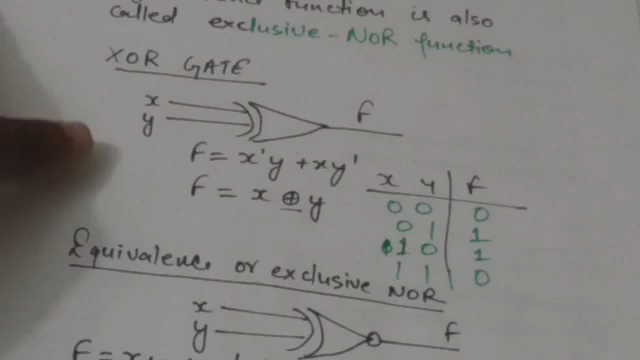 function is also
called exclusive-NOR function
XOR GATE
x
y
F
F = x'y + xy'
F = x ⊕ y
x y F
0 0 0
0 1 1
1 0 1
1 1 0
Equivalence or exclusive NOR
x
y
F